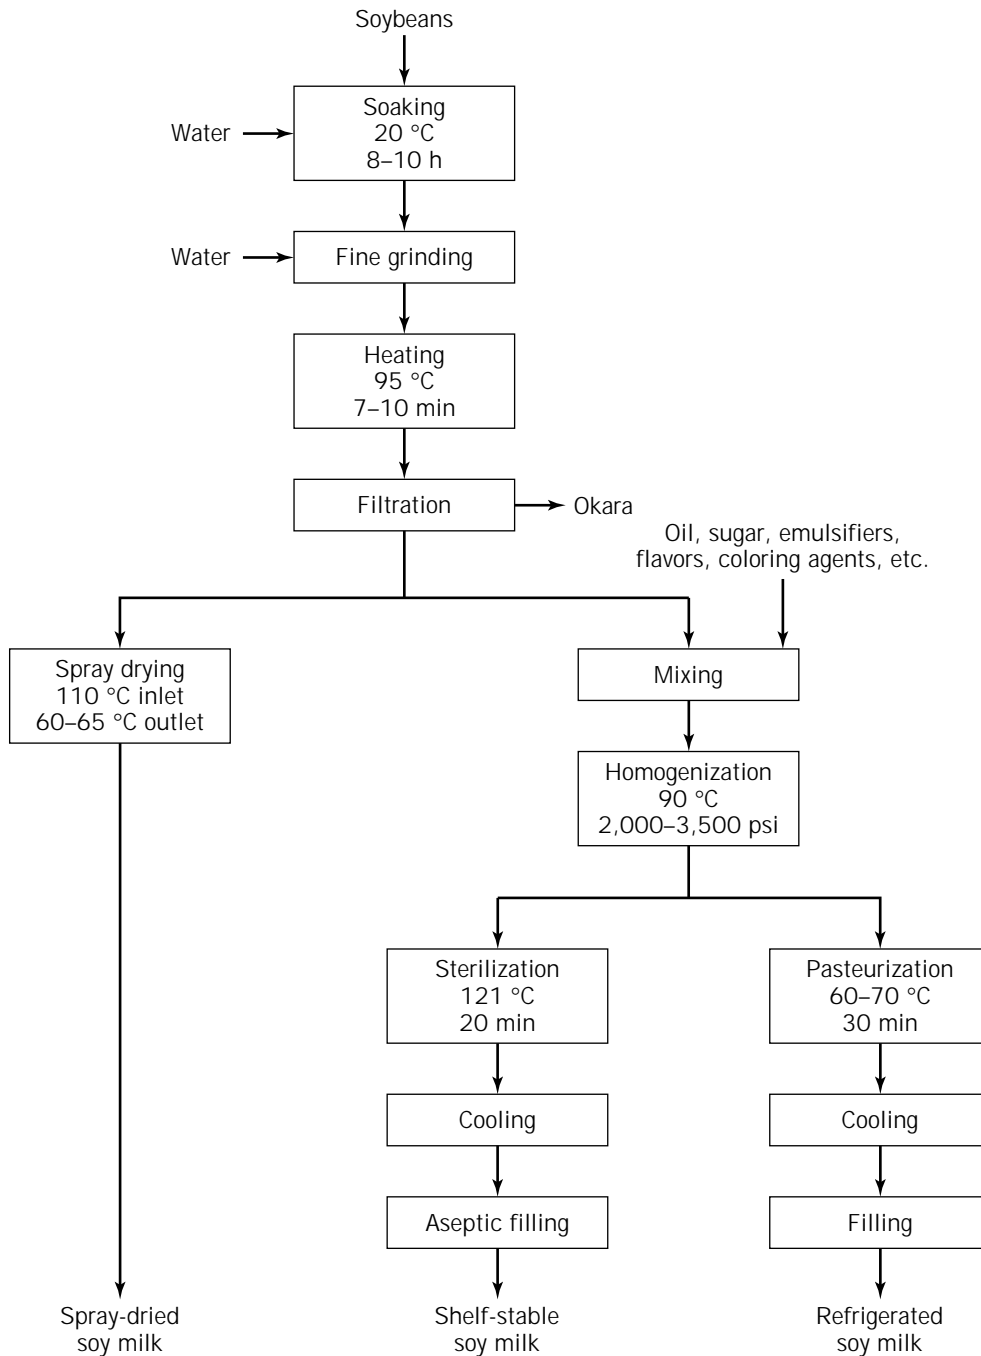 Soybeans
Soaking
20 °C
8–10 h
Water
Water
Fine grinding
Heating
95 °C
7–10 min
Filtration
Okara
Oil, sugar, emulsifiers,
flavors, coloring agents, etc.
Spray drying
110 °C inlet
60–65 °C outlet
Mixing
Homogenization
90 °C
2,000–3,500 psi
Sterilization
121 °C
20 min
Pasteurization
60–70 °C
30 min
Cooling
Cooling
Aseptic filling
Filling
Spray-dried
soy milk
Shelf-stable
soy milk
Refrigerated
soy milk